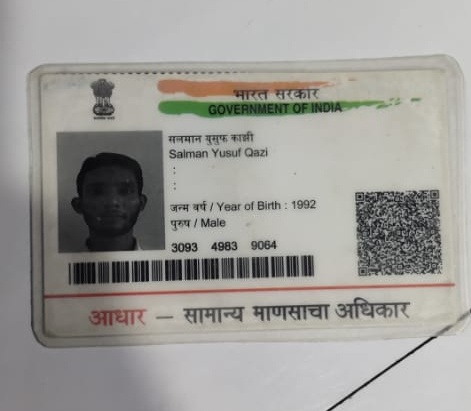 भारत सरकार
GOVERNMENT OF INDIA
सलमान युसुफ काझी
Salman Yusuf Qazi
:
:
जन्म वर्ष / Year of Birth : 1992
पुरुष / Male
3093 4983 9064
आधार — सामान्य माणसाचा अधिकार